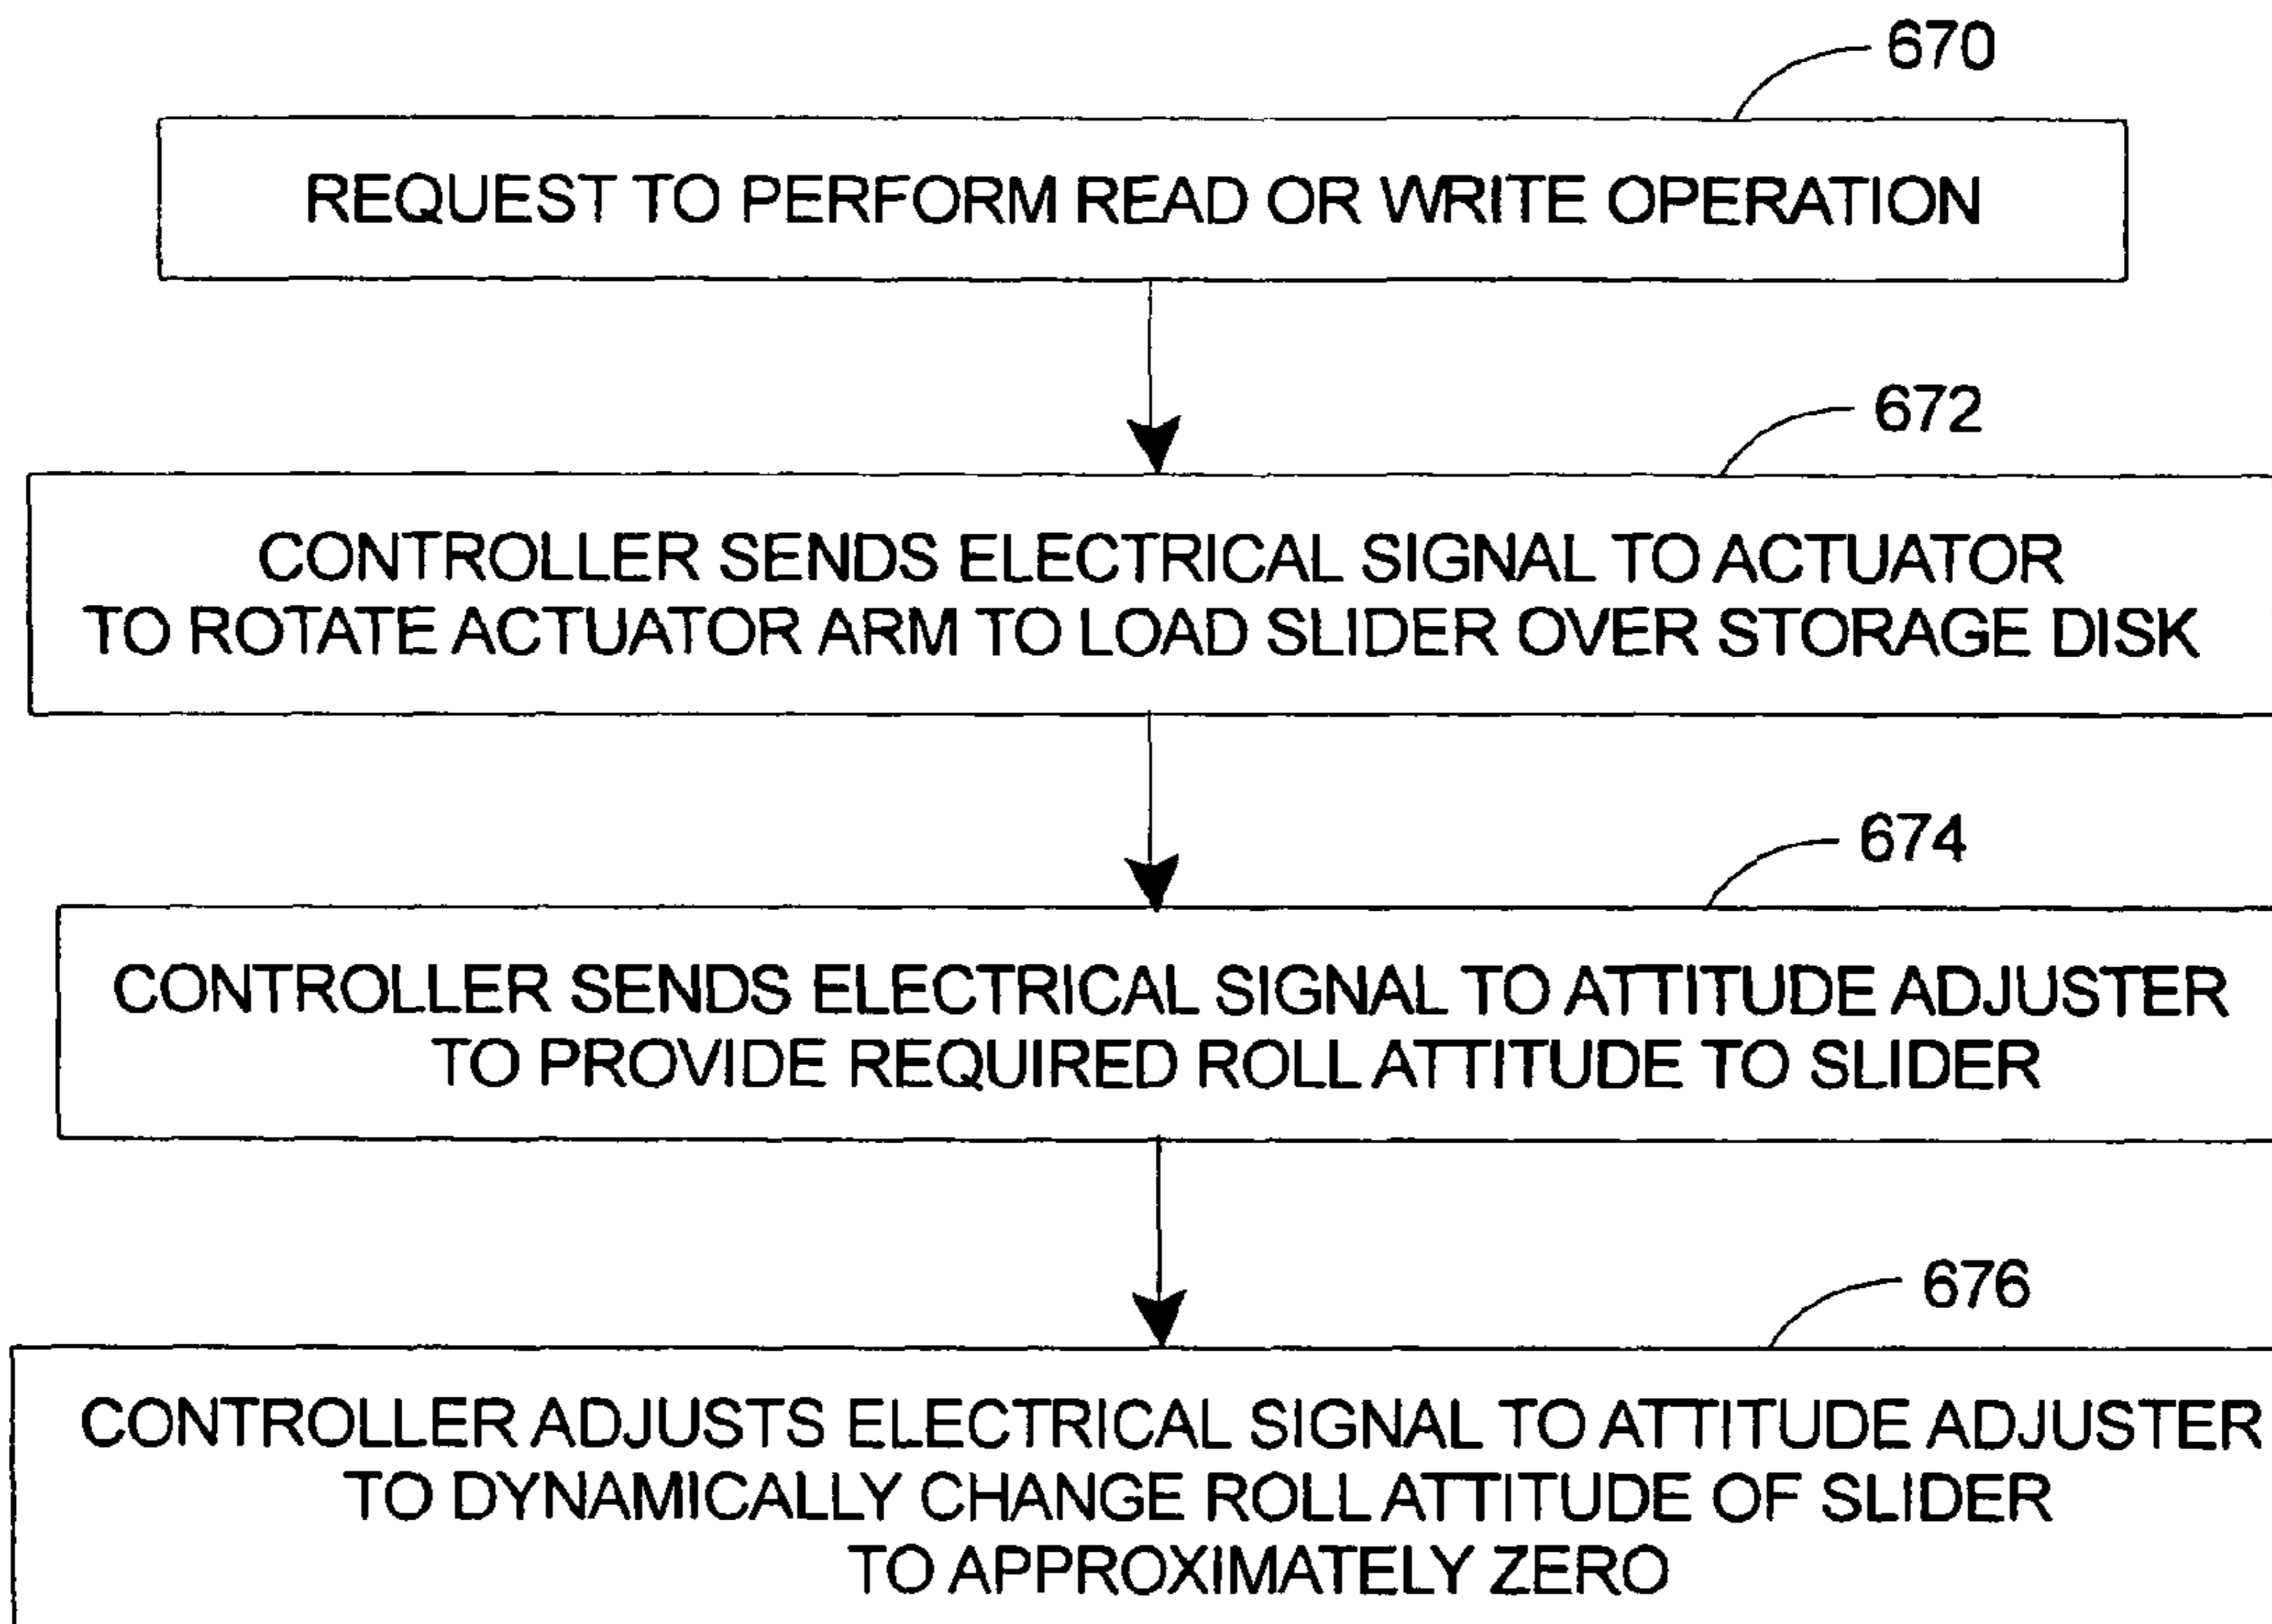 670
REQUEST TO PERFORM READ OR WRITE OPERATION
672
CONTROLLER SENDS ELECTRICAL SIGNAL TO ACTUATOR
TO ROTATE ACTUATOR ARM TO LOAD SLIDER OVER STORAGE DISK
674
CONTROLLER SENDS ELECTRICAL SIGNAL TO ATTITUDE ADJUSTER
TO PROVIDE REQUIRED ROLL ATTITUDE TO SLIDER
676
CONTROLLER ADJUSTS ELECTRICAL SIGNAL TO ATTITUDE ADJUSTER
TO DYNAMICALLY CHANGE ROLL ATTITUDE OF SLIDER
TO APPROXIMATELY ZERO